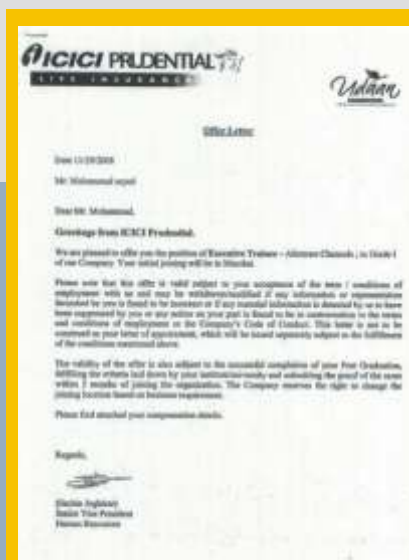 ICICI PRUDENTIAL
LIFE INSURANCE
Udaan
Offer Letter
Mr. Mohammad
Dear Mr. Mohammad,
Greetings from ICICI Prudential.
We are pleased to offer you the position of Executive Trainee – Alternate Channels, in Grade I
of our Company. Your initial joining will be in Mumbai.
Please note that this offer is valid subject to your acceptance of the term / conditions of
employment with us and may be withdrawn/modified if any information or representation
furnished by you is found to be incorrect or if any material information is detected by us to have
been suppressed by you or any action on your part is found to be in contravention to the terms
and conditions of employment or the Company's Code of Conduct. This letter is not to be
construed as your letter of appointment, which will be issued separately subject to the fulfillment
of the conditions mentioned above.
The validity of the offer is also subject to the successful completion of your Post Graduation,
fulfilling the criteria laid down by your institution and submitting the proof of the same
within 3 months of joining the organization. The Company reserves the right to change the
joining location based on business requirement.
Please find attached your compensation details.
Regards,
Senior Vice President
Human Resources